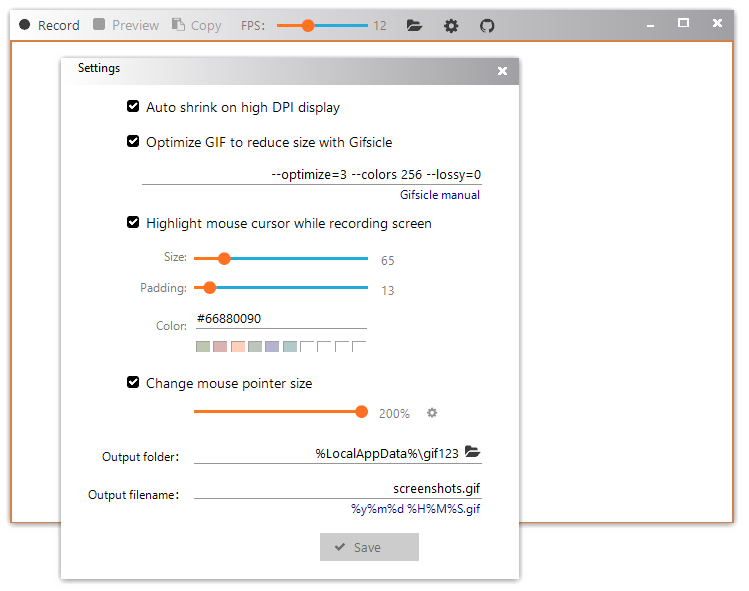 Record Preview Copy FPS: 12
Settings
Auto shrink on high DPI display
Optimize GIF to reduce size with Gifsicle
--optimize=3 --colors 256 --lossy=0
Gifsicle manual
Highlight mouse cursor while recording screen
Size: 65
Padding: 13
Color: #66880090
Change mouse pointer size
200%
Output folder: %LocalAppData%\gif123
Output filename: screenshots.gif
%y%m%d %H%M%S.gif
Save